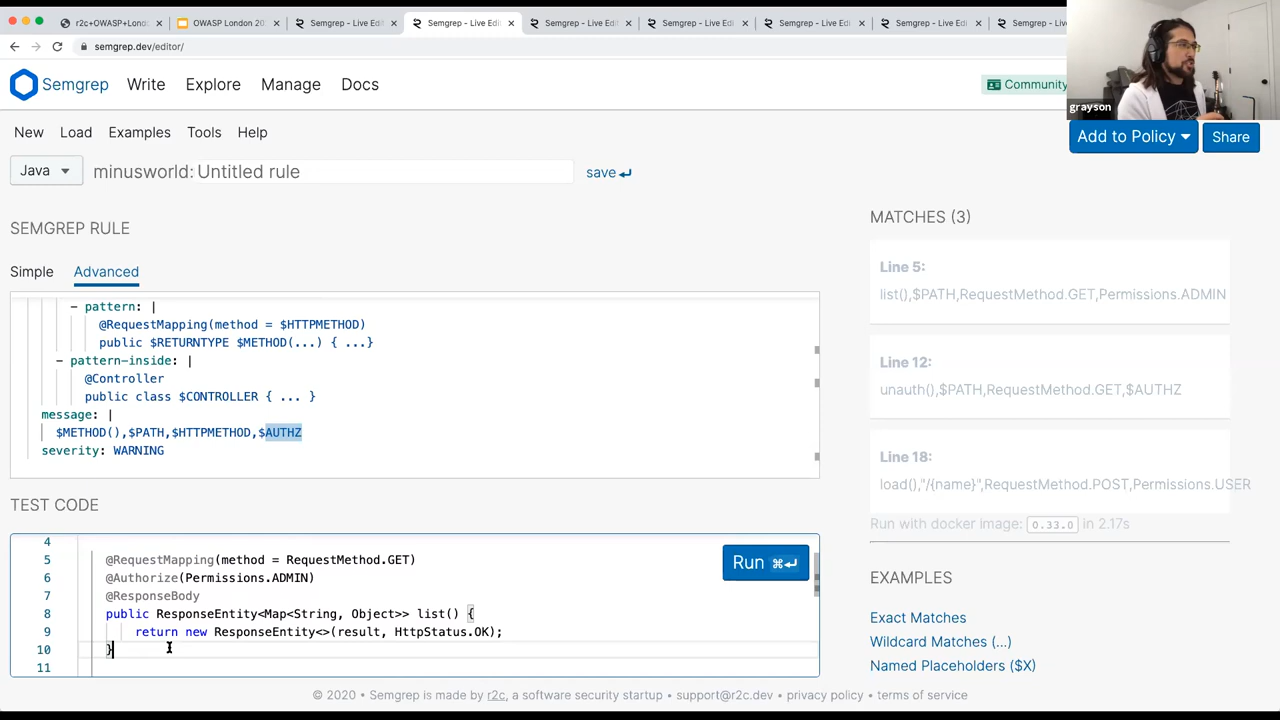 r2c+OWASP+Lond
OWASP London 20
Semgrep - Live Edit
Semgrep - Live Edi
Semgrep - Live Edi
Semgrep - Live Edi
Semgrep - Live Edi
Semgrep - Live Edi
Semgrep - Live
semgrep.dev/editor/
grayson
Semgrep Write Explore Manage Docs Community
New Load Examples Tools Help
Add to Policy Share
Java minusworld: Untitled rule save
SEMGREP RULE
Simple Advanced
- pattern: |
@RequestMapping(method = $HTTPMETHOD)
public $RETURNTYPE $METHOD(...) { ...}
- pattern-inside: |
@Controller
public class $CONTROLLER { ... }
message: |
$METHOD(),$PATH,$HTTPMETHOD,$AUTHZ
severity: WARNING
TEST CODE
4
5 @RequestMapping(method = RequestMethod.GET)
6 @Authorize(Permissions.ADMIN)
7 @ResponseBody
8 public ResponseEntity<Map<String, Object>> list() {
9 return new ResponseEntity<>(result, HttpStatus.OK);
10 }
11
Run ⌘↵
MATCHES (3)
Line 5:
list(),$PATH,RequestMethod.GET,Permissions.ADMIN
Line 12:
unauth(),$PATH,RequestMethod.GET,$AUTHZ
Line 18:
load(),"/{name}",RequestMethod.POST,Permissions.USER
Run with docker image: 0.33.0 in 2.17s
EXAMPLES
Exact Matches
Wildcard Matches (...)
Named Placeholders ($X)
© 2020 • Semgrep is made by r2c, a software security startup • support@r2c.dev • privacy policy • terms of service